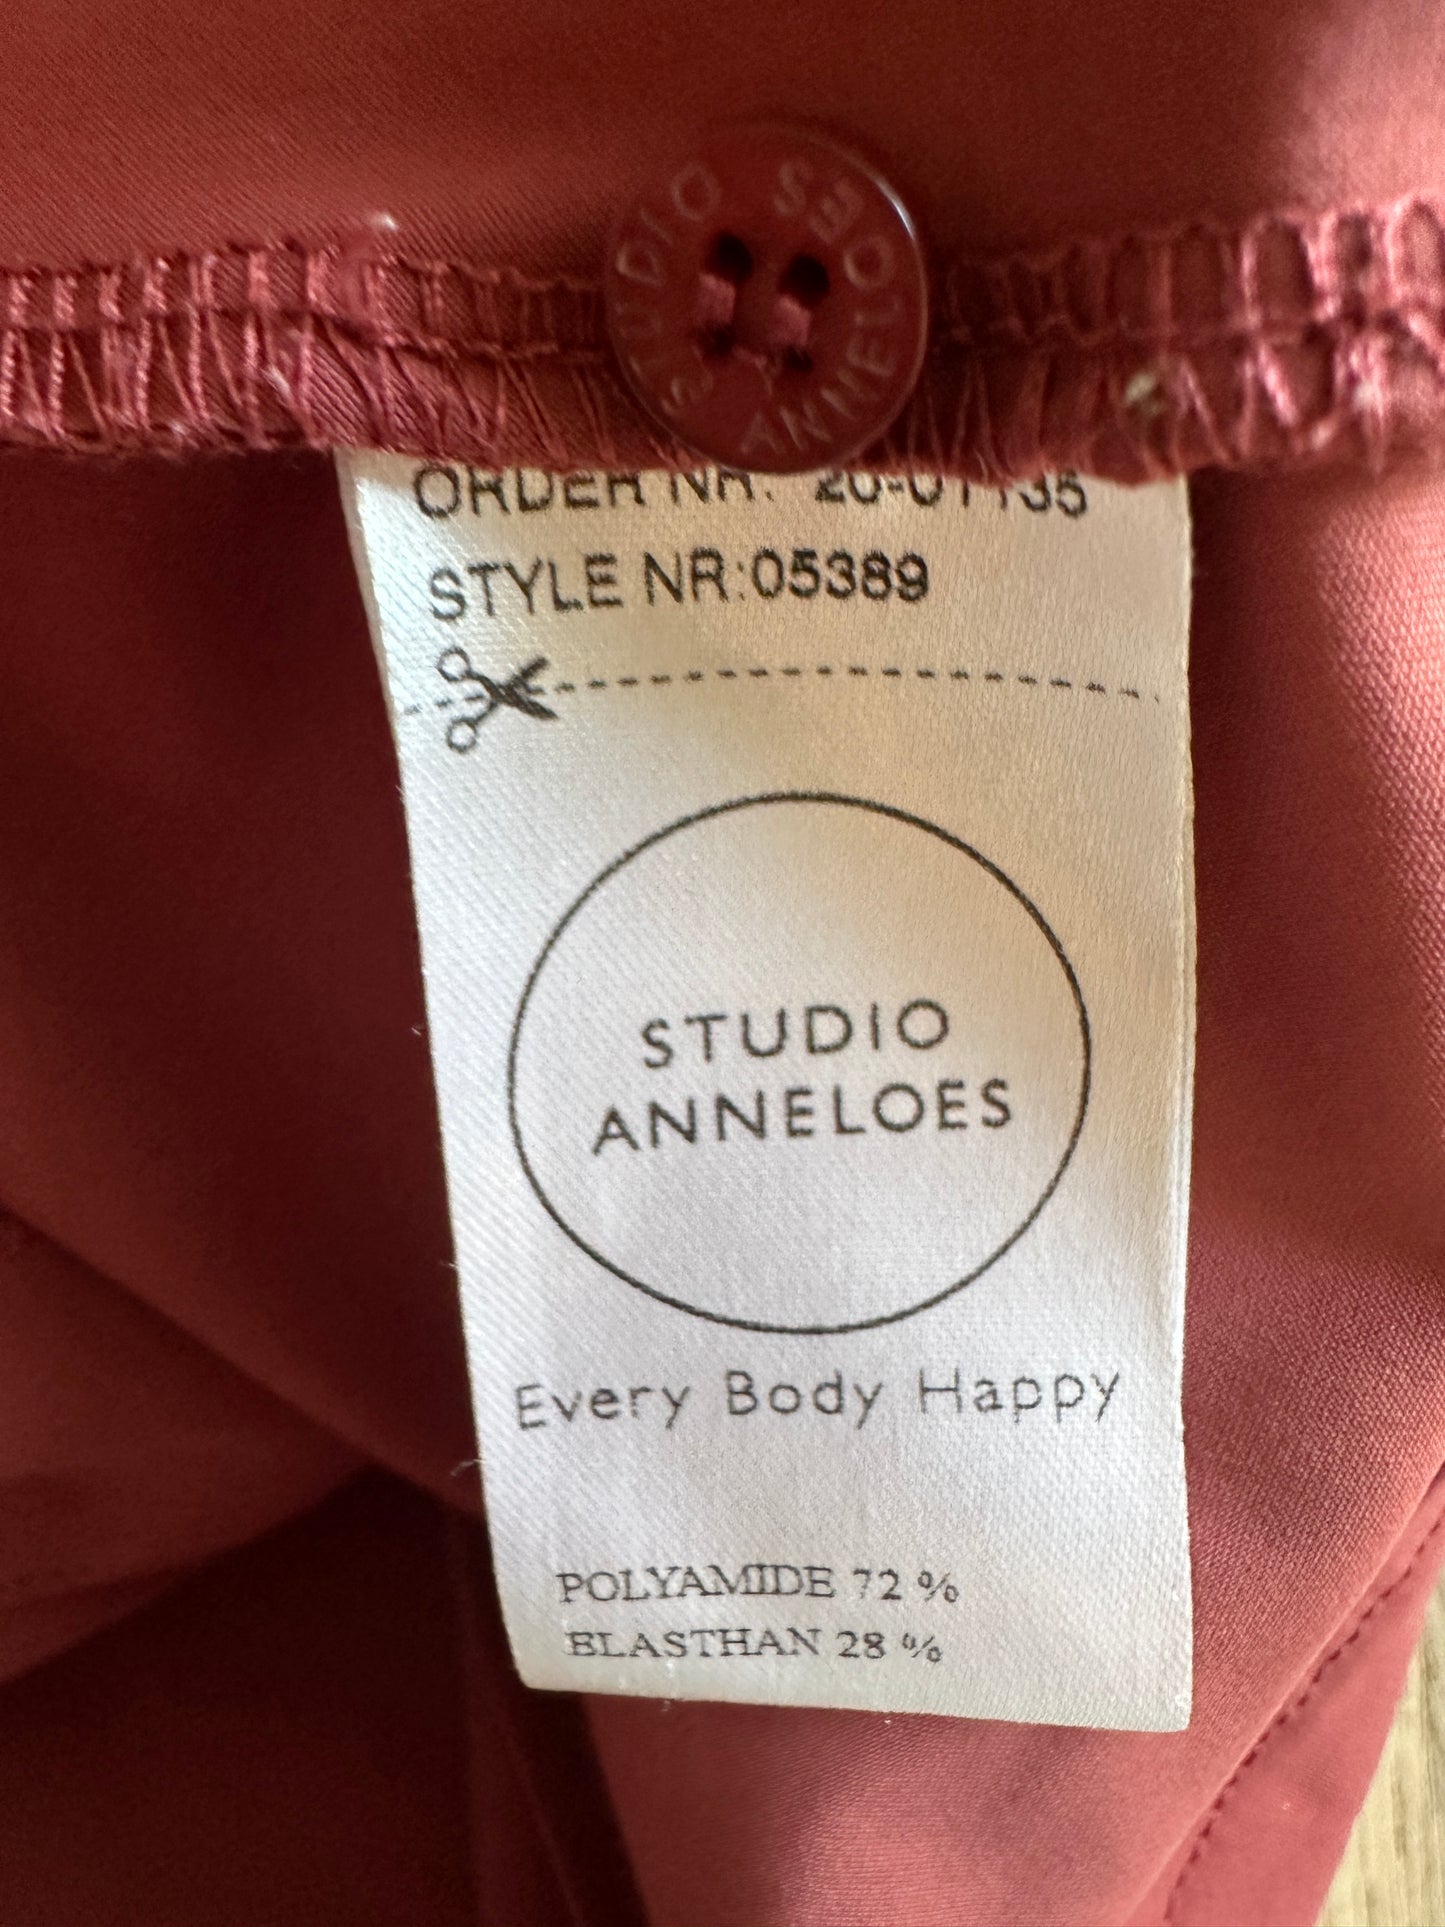 STUDIO ANNELOES
ORDER NR: 20-01135
STYLE NR:05389
STUDIO
ANNELOES
Every Body Happy
POLYAMIDE 72 %
ELASTHAN 28 %